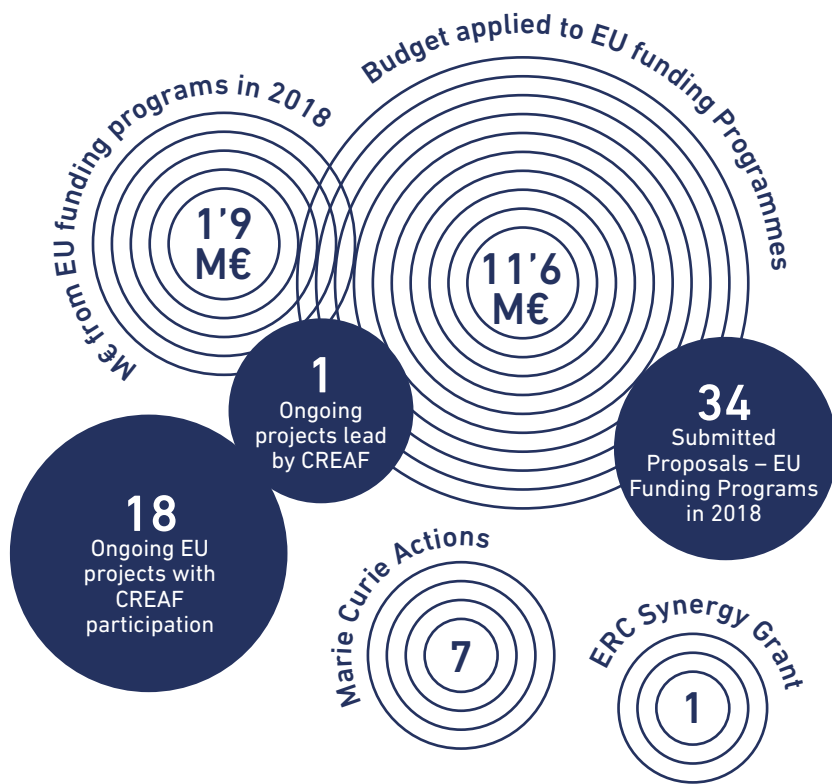 M€ from EU funding programs in 2018
1’9
M€
Budget applied to EU funding Programmes
11’6
M€
1
Ongoing
projects lead
by CREAF
34
Submitted
Proposals – EU
Funding Programs
in 2018
18
Ongoing EU
projects with
CREAF
participation
Marie Curie Actions
7
ERC Synergy Grant
1